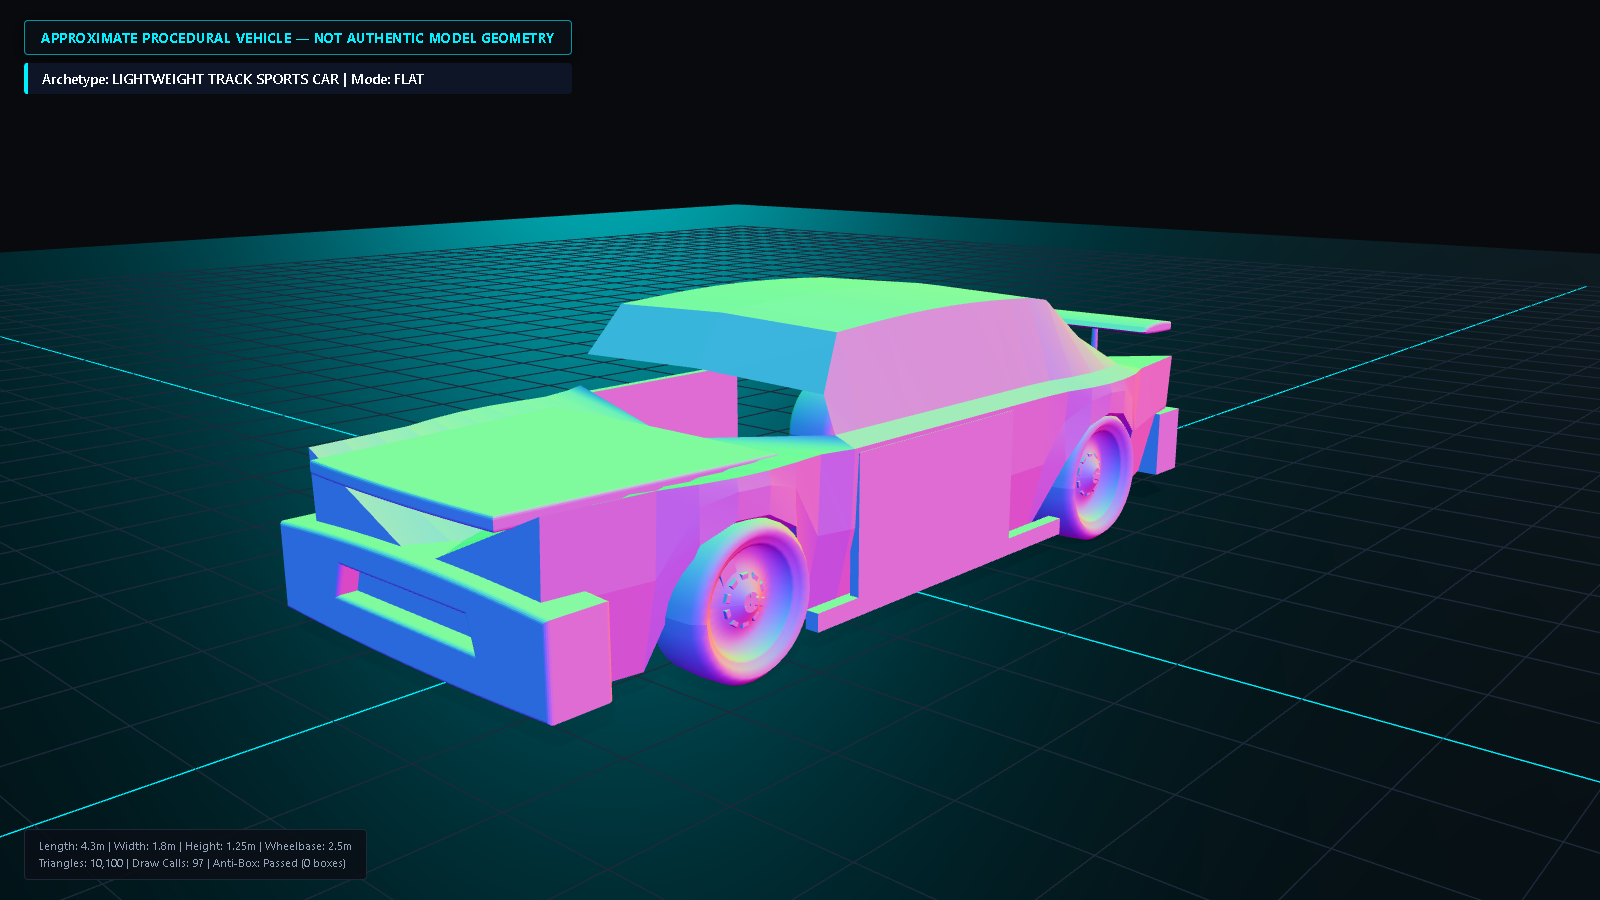 APPROXIMATE PROCEDURAL VEHICLE — NOT AUTHENTIC MODEL GEOMETRY
Archetype: LIGHTWEIGHT TRACK SPORTS CAR | Mode: FLAT
Length: 4.3m | Width: 1.8m | Height: 1.25m | Wheelbase: 2.5m
Triangles: 10,100 | Draw Calls: 97 | Anti-Box: Passed (0 boxes)